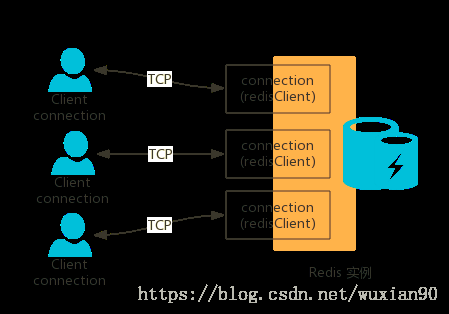 Client
connection
TCP
connection
(redisClient)
Client
connection
TCP
connection
(redisClient)
Client
connection
TCP
connection
(redisClient)
Redis 实例
https://blog.csdn.net/wuxian90